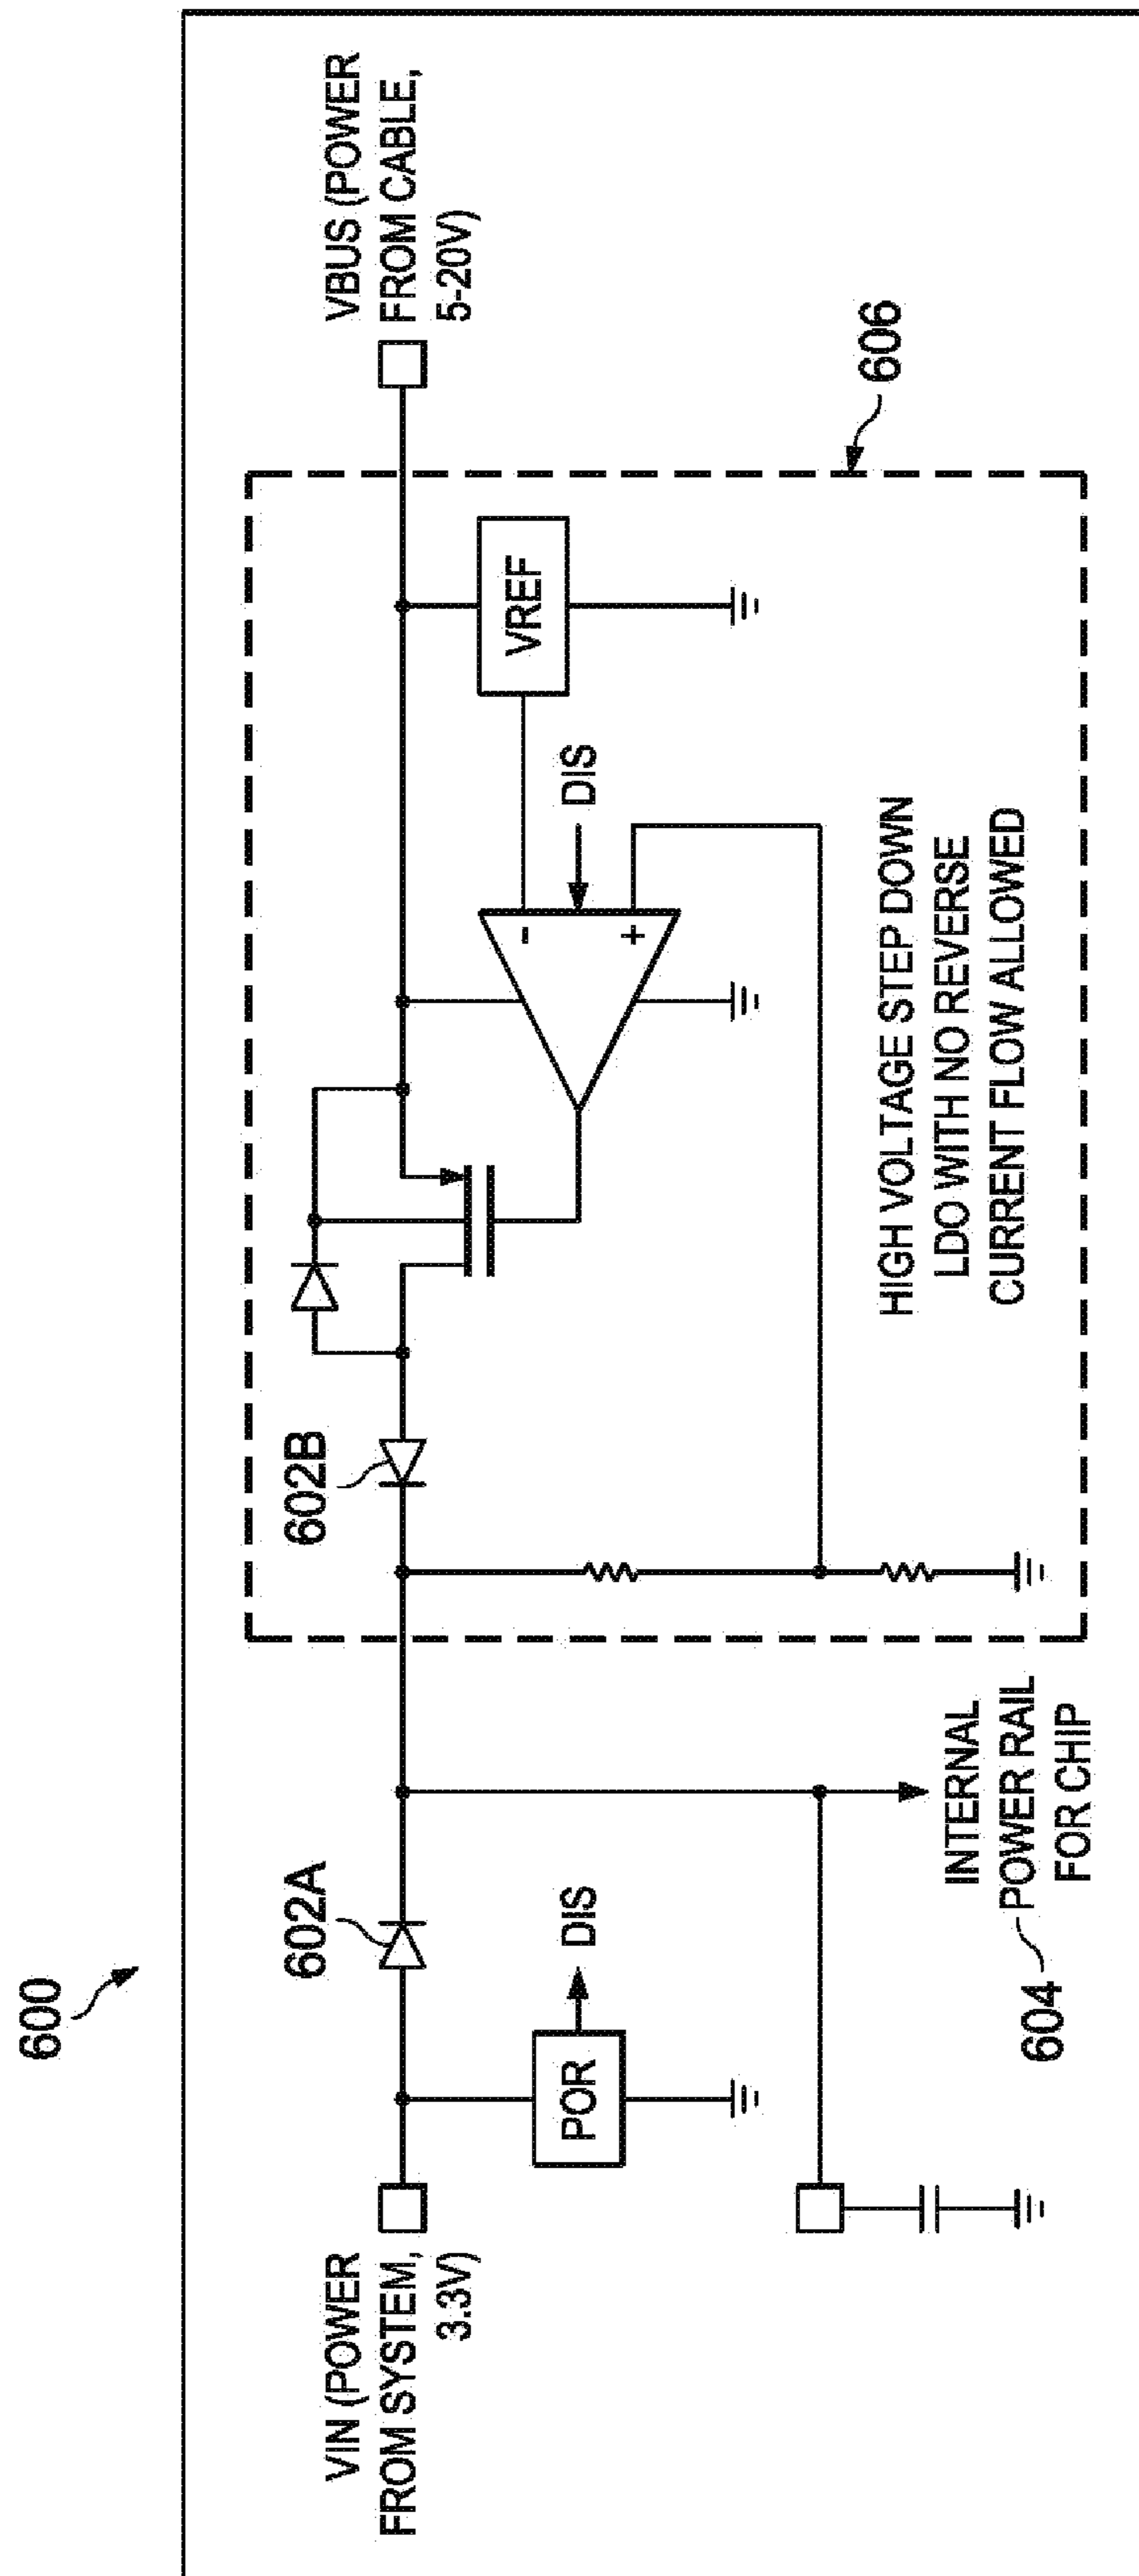 600
VIN (POWER
FROM SYSTEM,
3.3V)
602A
POR
DIS
INTERNAL
POWER RAIL
FOR CHIP
604
602B
-
+
DIS
VREF
HIGH VOLTAGE STEP DOWN
LDO WITH NO REVERSE
CURRENT FLOW ALLOWED
606
VBUS (POWER
FROM CABLE,
5-20V)